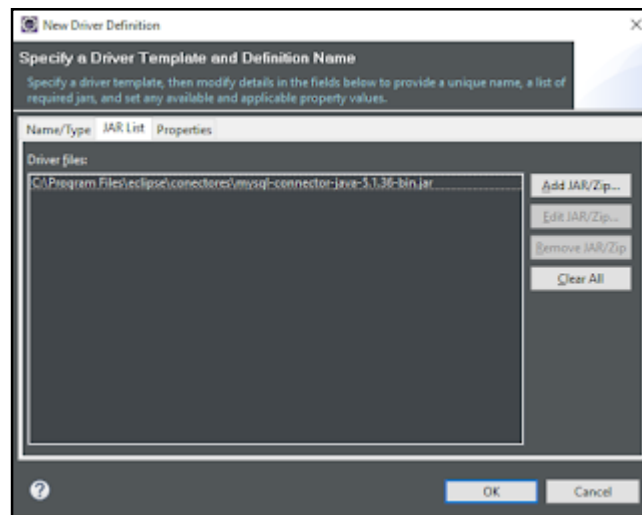 New Driver Definition
Specify a Driver Template and Definition Name
Specify a driver template, then modify details in the fields below to provide a unique name, a list of
required jars, and set any available and applicable property values.
Name/Type JAR List Properties
Driver files:
C:\Program Files\eclipse\conectores\mysql-connector-java-5.1.36-bin.jar
Add JAR/Zip...
Edit JAR/Zip...
Remove JAR/Zip
Clear All
OK Cancel